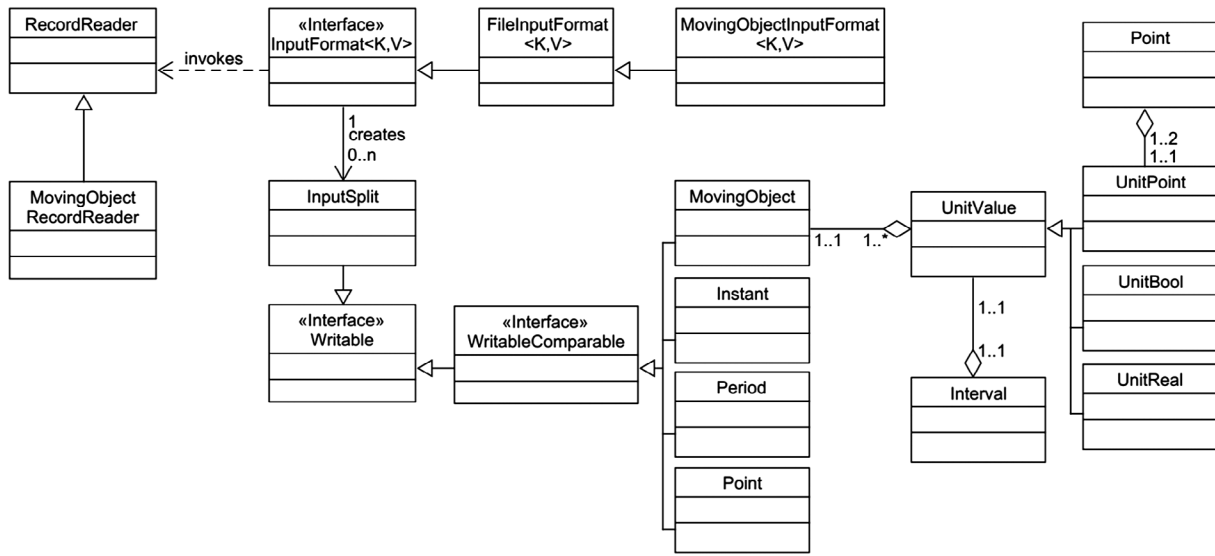 RecordReader
«Interface»
InputFormat<K,V>
FileInputFormat
<K,V>
MovingObjectInputFormat
<K,V>
Point
invokes
1
creates
0..n
1..2
1..1
MovingObject
RecordReader
InputSplit
MovingObject
UnitValue
UnitPoint
1..1
1..*
Instant
UnitBool
«Interface»
Writable
«Interface»
WritableComparable
1..1
1..1
Period
Interval
UnitReal
Point